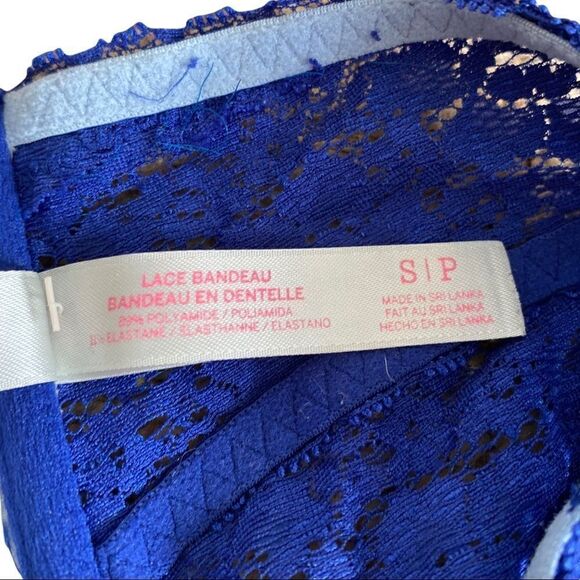 LACE BANDEAU
BANDEAU EN DENTELLE
89% POLYAMIDE / POLIAMIDA
11% ELASTANE / ELASTHANNE / ELASTANO
S|P
MADE IN SRI LANKA
FAIT AU SRI LANKA
HECHO EN SRI LANKA